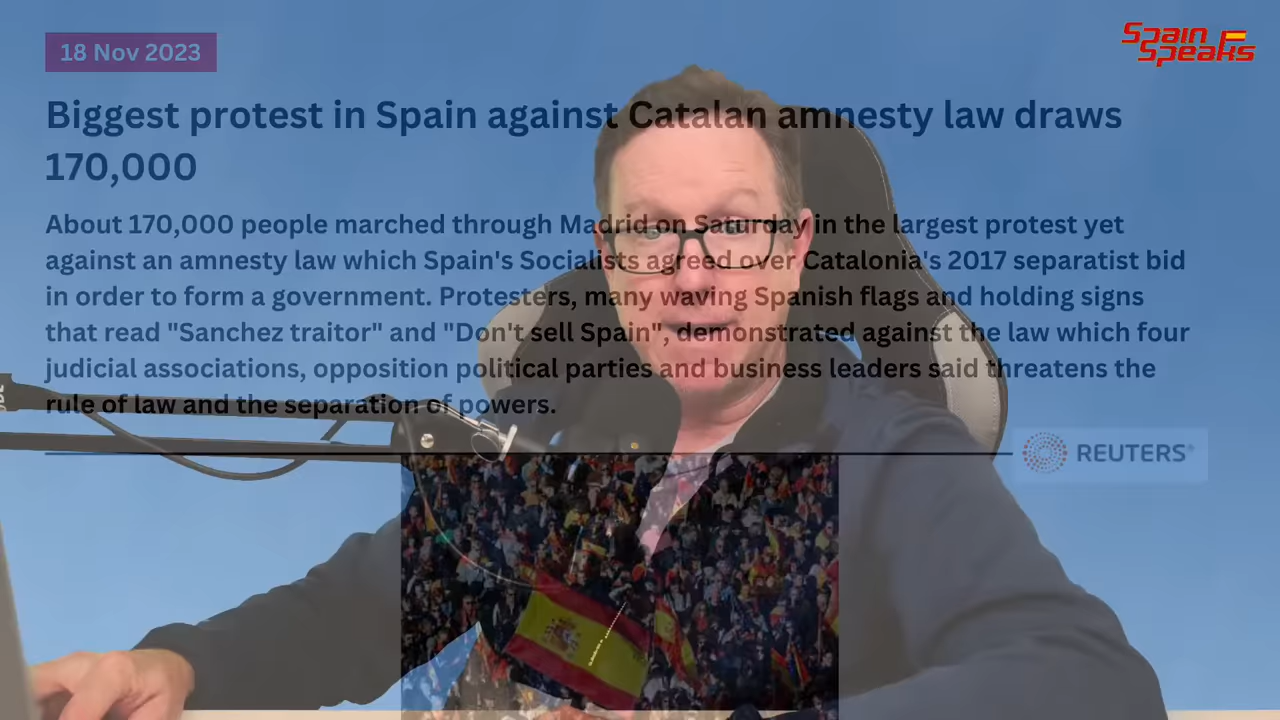 18 Nov 2023
Spain
Speaks
Biggest protest in Spain against Catalan amnesty law draws
170,000
About 170,000 people marched through Madrid on Saturday in the largest protest yet
against an amnesty law which Spain's Socialists agreed over Catalonia's 2017 separatist bid
in order to form a government. Protesters, many waving Spanish flags and holding signs
that read "Sanchez traitor" and "Don't sell Spain", demonstrated against the law which four
judicial associations, opposition political parties and business leaders said threatens the
rule of law and the separation of powers.
REUTERS®